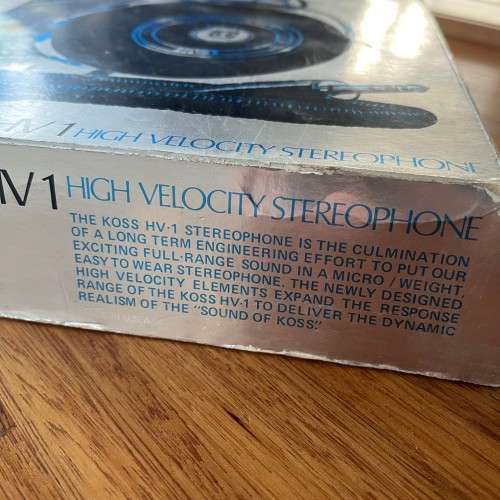 V 1 HIGH VELOCITY STEREOPHONE
V 1 HIGH VELOCITY STEREOPHONE
THE KOSS HV-1 STEREOPHONE IS THE CULMINATION
OF A LONG TERM ENGINEERING EFFORT TO PUT OUR
EXCITING FULL-RANGE SOUND IN A MICRO / WEIGHT,
EASY TO WEAR STEREOPHONE. THE NEWLY DESIGNED
HIGH VELOCITY ELEMENTS EXPAND THE RESPONSE
RANGE OF THE KOSS HV-1 TO DELIVER THE DYNAMIC
REALISM OF THE "SOUND OF KOSS."